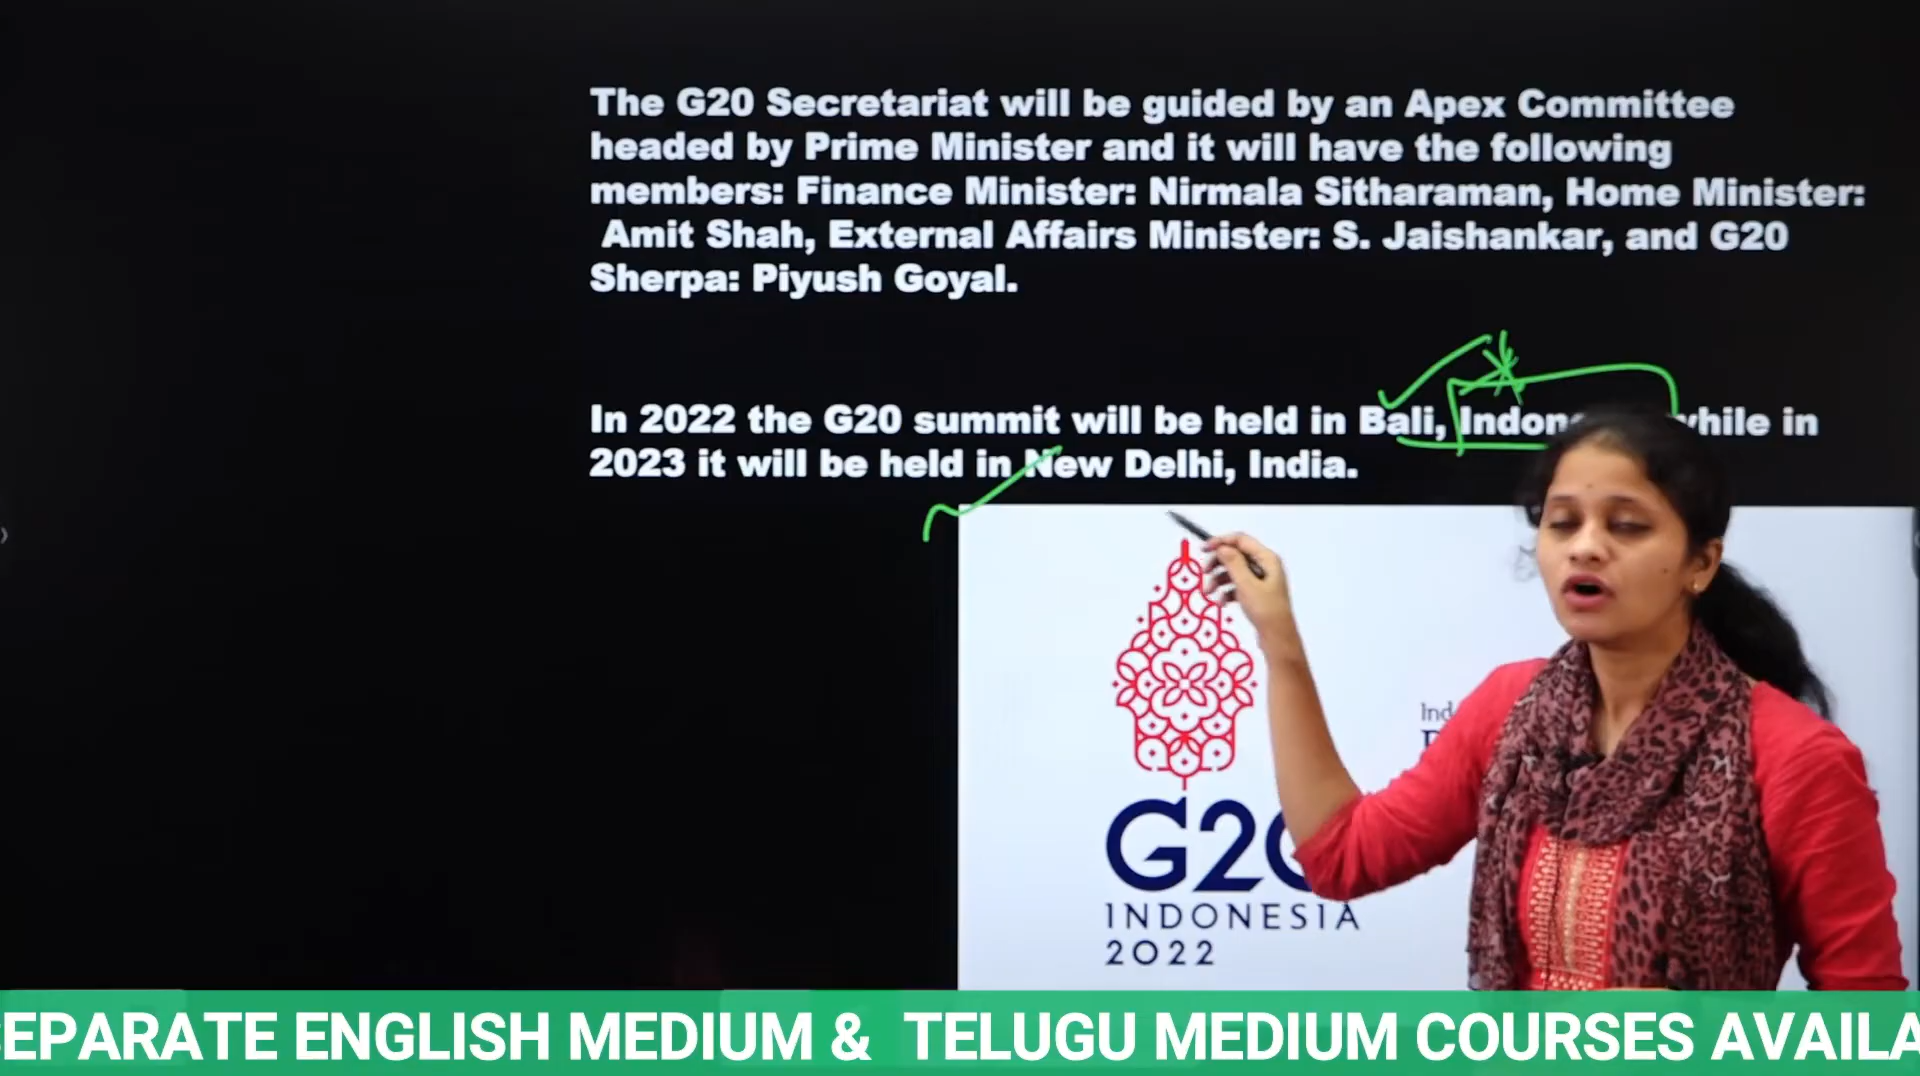 The G20 Secretariat will be guided by an Apex Committee
headed by Prime Minister and it will have the following
members: Finance Minister: Nirmala Sitharaman, Home Minister:
Amit Shah, External Affairs Minister: S. Jaishankar, and G20
Sherpa: Piyush Goyal.
In 2022 the G20 summit will be held in Bali, while in
2023 it will be held in New Delhi, India.
G20
INDONESIA
2022
ENGLISH MEDIUM & TELUGU MEDIUM COURSES